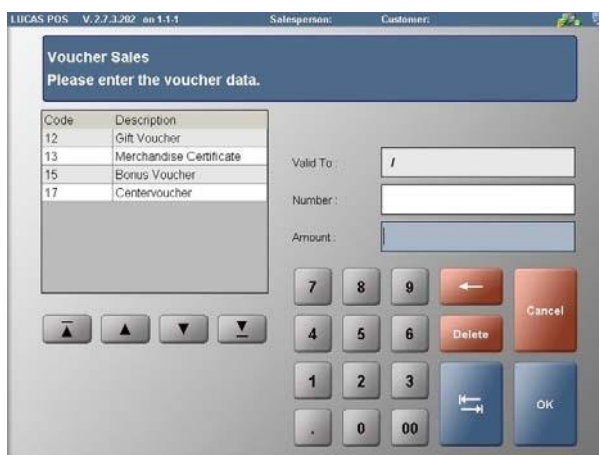 LUCAS POS V. 2.7.3.202 on 1-1-1 Salesperson: Customer:
Voucher Sales
Please enter the voucher data.
Code Description
12 Gift Voucher
13 Merchandise Certificate
15 Bonus Voucher
17 Centervoucher
Valid To : /
Number :
Amount :
7 8 9
Cancel
4 5 6 Delete
1 2 3
OK
. 0 00